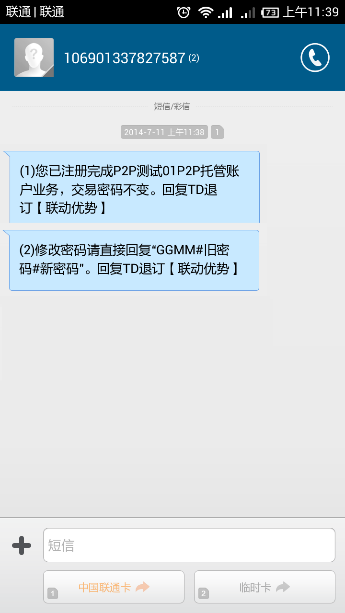 联通 | 联通 73 上午11:39
106901337827587 (2)
短信/彩信
2014-7-11 上午11:38 1
(1)您已注册完成P2P测试01P2P托管账
户业务，交易密码不变。回复TD退
订【联动优势】
(2)修改密码请直接回复“GGMM#旧密
码#新密码”。回复TD退订【联动优势】
短信
1 中国联通卡
2 临时卡